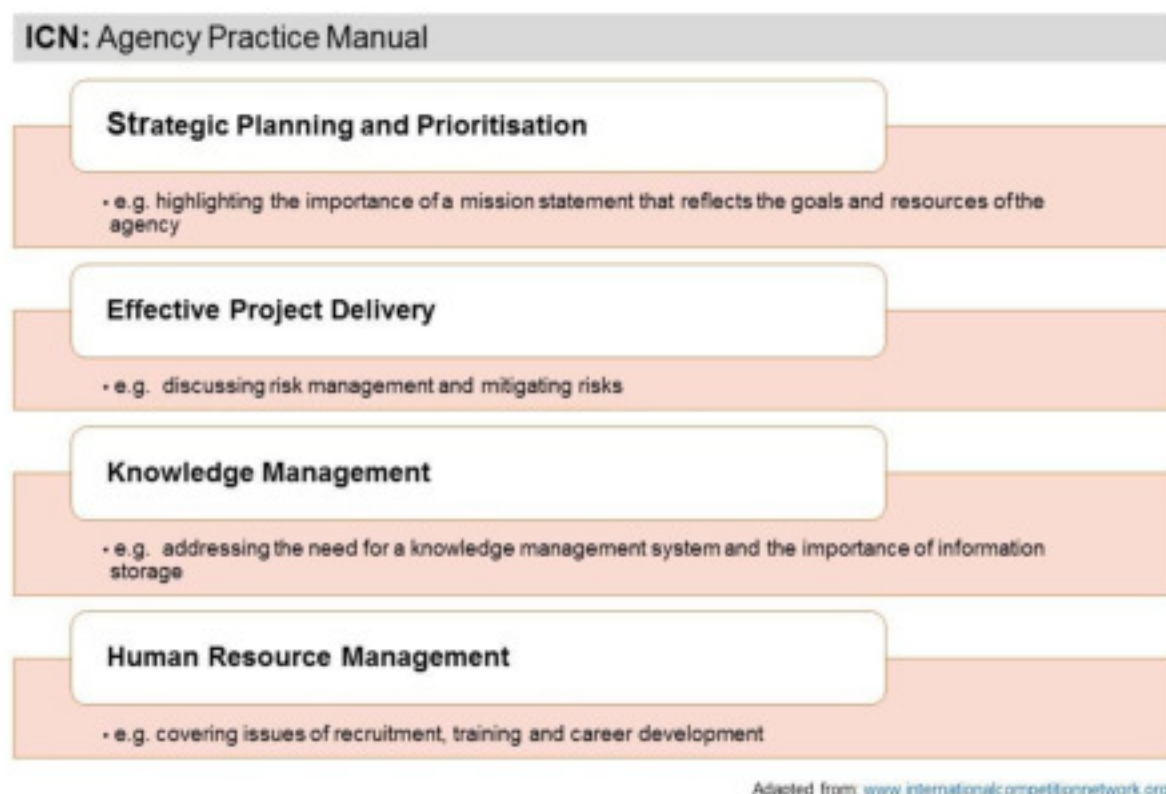 ICN: Agency Practice Manual
Strategic Planning and Prioritisation
• e.g. highlighting the importance of a mission statement that reflects the goals and resources of the
agency
Effective Project Delivery
• e.g. discussing risk management and mitigating risks
Knowledge Management
• e.g. addressing the need for a knowledge management system and the importance of information
storage
Human Resource Management
• e.g. covering issues of recruitment, training and career development
Adapted from: www.internationalcompetitionnetwork.org